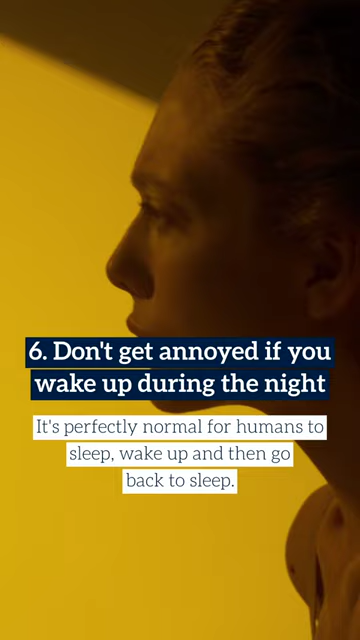 6. Don't get annoyed if you
wake up during the night
It's perfectly normal for humans to
sleep, wake up and then go
back to sleep.